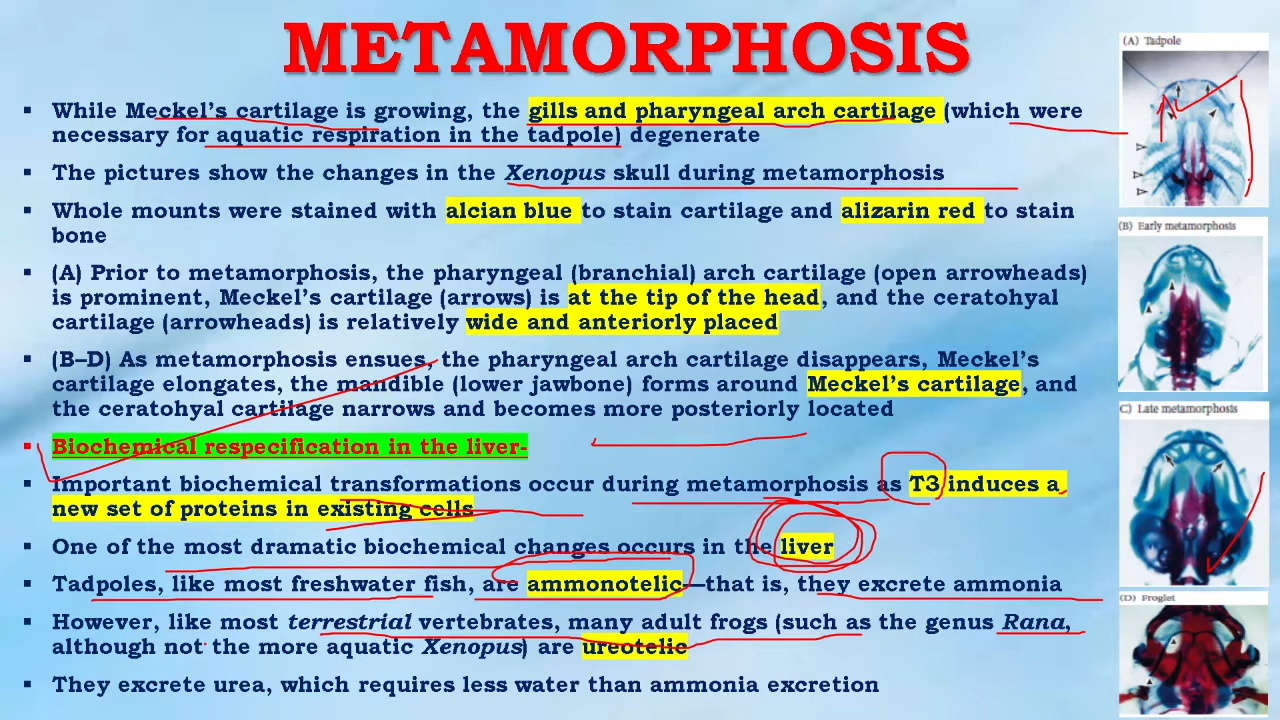 METAMORPHOSIS
▪ While Meckel's cartilage is growing, the gills and pharyngeal arch cartilage (which were
necessary for aquatic respiration in the tadpole) degenerate
▪ The pictures show the changes in the Xenopus skull during metamorphosis
▪ Whole mounts were stained with alcian blue to stain cartilage and alizarin red to stain
bone
▪ (A) Prior to metamorphosis, the pharyngeal (branchial) arch cartilage (open arrowheads)
is prominent, Meckel's cartilage (arrows) is at the tip of the head, and the ceratohyal
cartilage (arrowheads) is relatively wide and anteriorly placed
▪ (B–D) As metamorphosis ensues, the pharyngeal arch cartilage disappears, Meckel's
cartilage elongates, the mandible (lower jawbone) forms around Meckel's cartilage, and
the ceratohyal cartilage narrows and becomes more posteriorly located
▪ Biochemical respecification in the liver-
▪ Important biochemical transformations occur during metamorphosis as T3 induces a
new set of proteins in existing cells
▪ One of the most dramatic biochemical changes occurs in the liver
▪ Tadpoles, like most freshwater fish, are ammonotelic—that is, they excrete ammonia
▪ However, like most terrestrial vertebrates, many adult frogs (such as the genus Rana,
although not the more aquatic Xenopus) are ureotelic
▪ They excrete urea, which requires less water than ammonia excretion
(A) Tadpole
(B) Early metamorphosis
C) Late metamorphosis
(D) Froglet